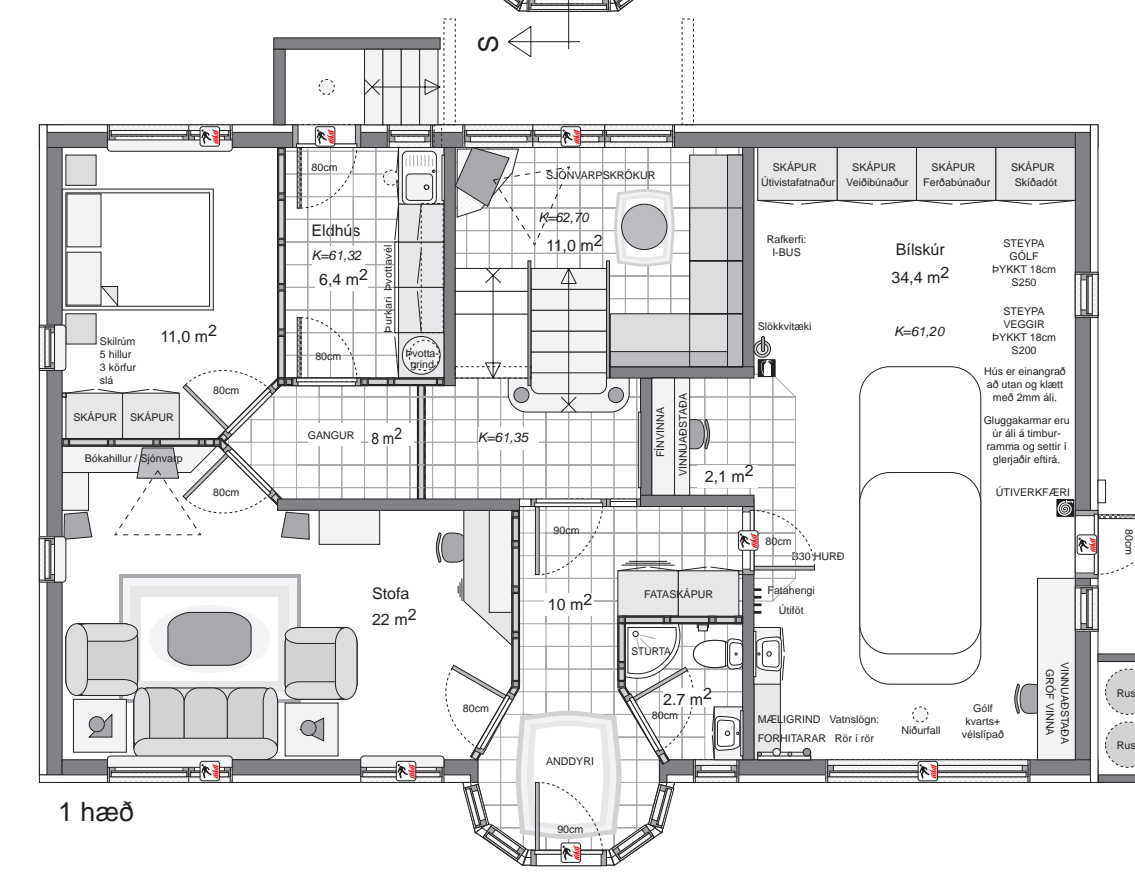 S
SKÁPUR
Útivistafatnaður
SKÁPUR
Veiðibúnaður
SKÁPUR
Ferðabúnaður
SKÁPUR
Skíðadót
80cm
SJÓNVARPSKRÓKUR
Eldhús
K=61,32
6,4 m2
Þurkari Þvottavél
Þvotta-
grind
80cm
K=62,70
11,0 m2
Rafkerfi:
I-BUS
Bílskúr
34,4 m2
K=61,20
STEYPA
GÓLF
ÞYKKT 18cm
S250
STEYPA
VEGGIR
ÞYKKT 18cm
S200
Slökkvitæki
Hús er einangrað
að utan og klætt
með 2mm áli.
Gluggakarmar eru
úr áli á timbur-
ramma og settir í
glerjaðir eftirá.
ÚTIVERKFÆRI
11,0 m2
Skilrúm
5 hillur
3 körfur
slá
80cm
SKÁPUR
SKÁPUR
GANGUR
8 m2
K=61,35
FÍNVINNA
VINNUAÐSTAÐA
2,1 m2
Bókahillur / Sjónvarp
80cm
90cm
80cm
B30 HURÐ
80cm
Stofa
22 m2
10 m2
FATASKÁPUR
Fatahengi
Útiföt
STURTA
2.7 m2
80cm
80cm
VINNUAÐSTAÐA
GRÓF VINNA
MÆLIGRIND
FORHITARAR
Vatnslögn:
Rör í rör
Niðurfall
Gólf
kvarts+
vélslípað
Rus
Rus
ANDDYRI
90cm
1 hæð